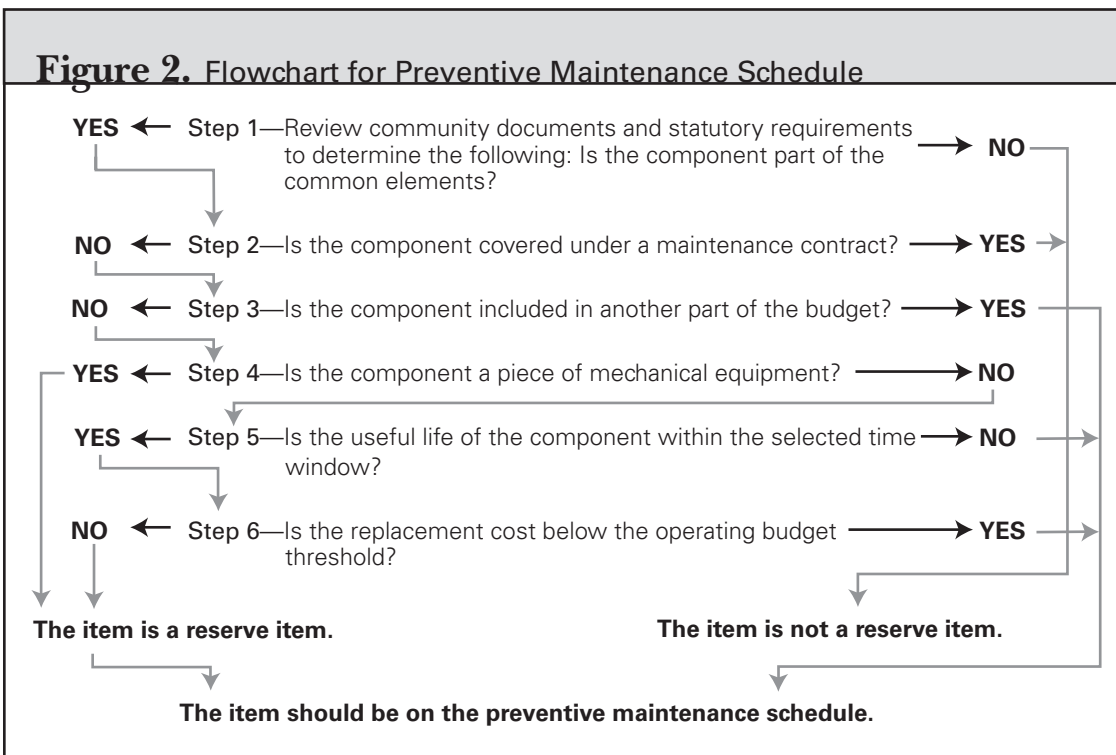 Figure 2. Flowchart for Preventive Maintenance Schedule
YES Step 1—Review community documents and statutory requirements
to determine the following: Is the component part of the
common elements?
NO
NO Step 2—Is the component covered under a maintenance contract? YES
NO Step 3—Is the component included in another part of the budget? YES
YES Step 4—Is the component a piece of mechanical equipment? NO
YES Step 5—Is the useful life of the component within the selected time
window?
NO
NO Step 6—Is the replacement cost below the operating budget
threshold?
YES
The item is a reserve item. The item is not a reserve item.
The item should be on the preventive maintenance schedule.